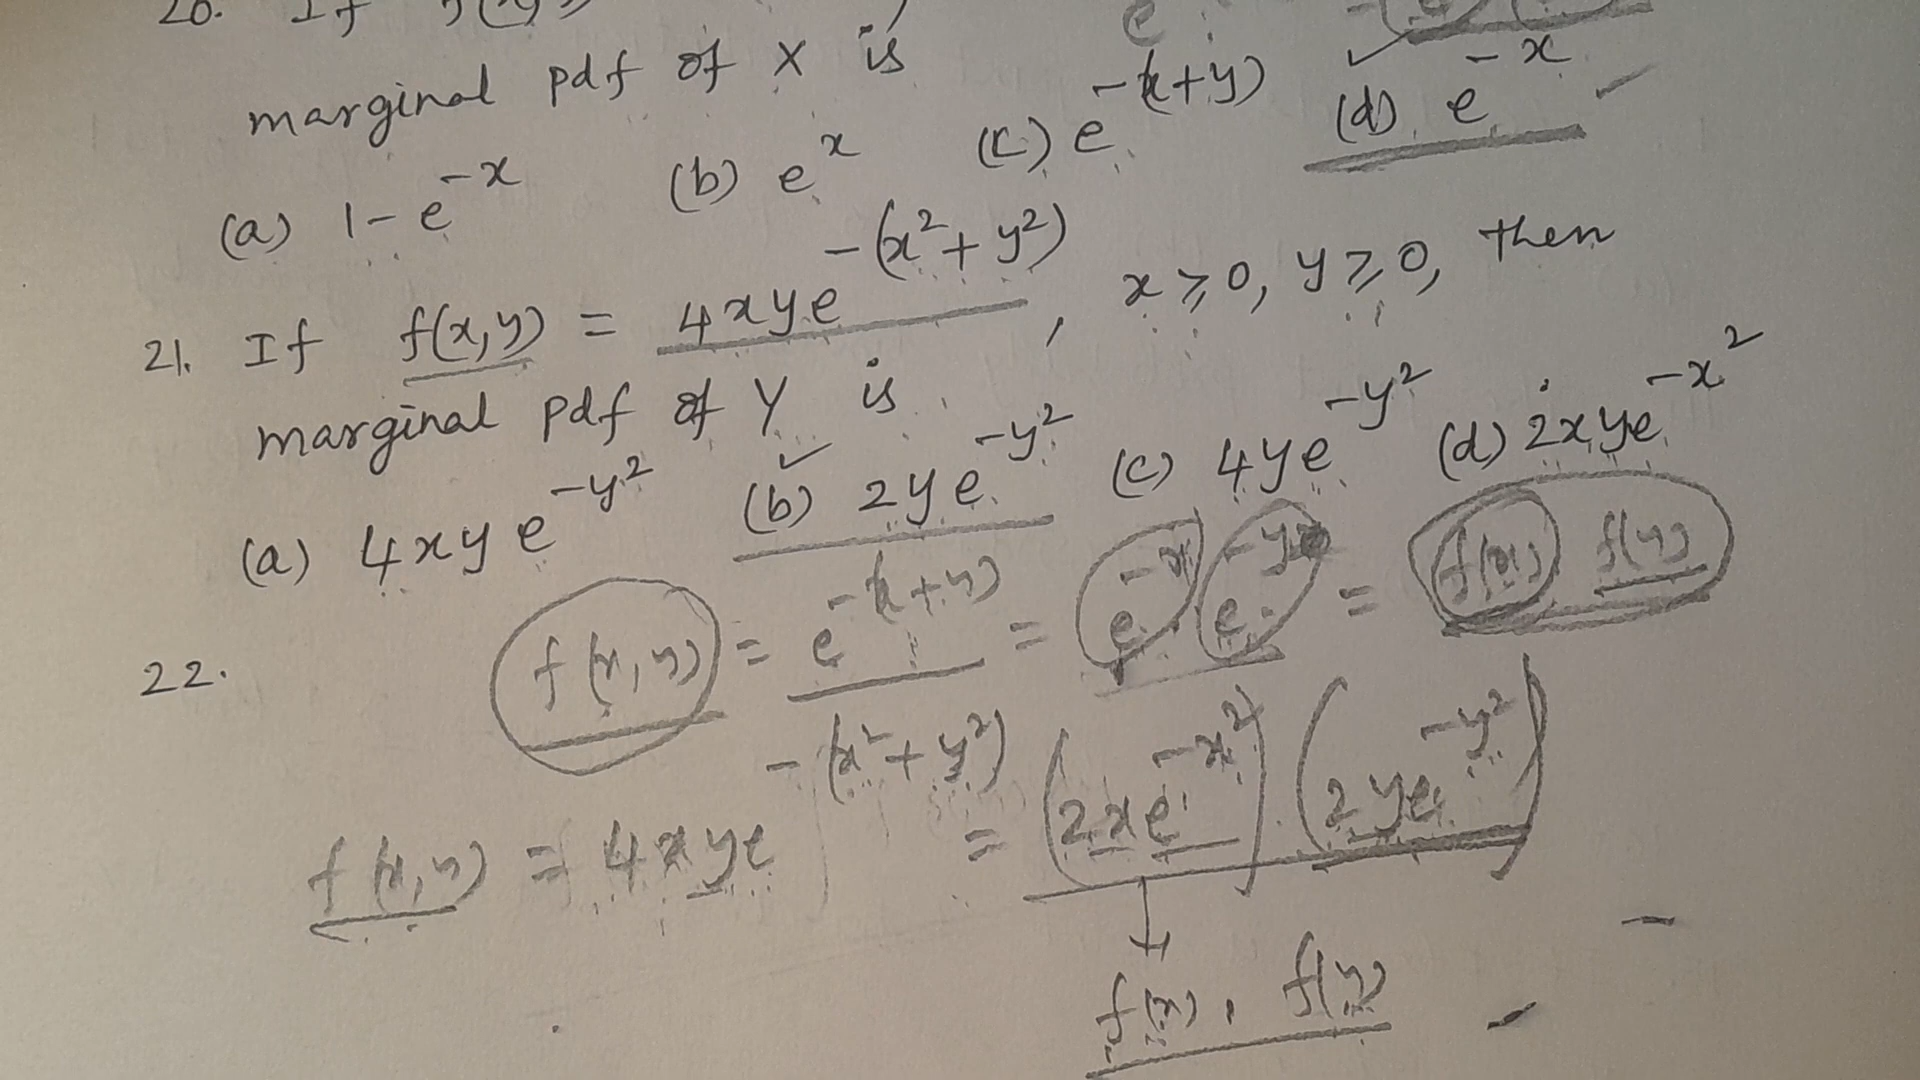 20. If
marginal pdf of X is
(a) 1-e^-x (b) e^x (c) e^-(x+y) (d) e^-x
21. If f(x,y) = 4xye^-(x²+y²), x≥0, y≥0, then
marginal pdf of Y is
(a) 4xye^-y² (b) 2ye^-y² (c) 4ye^-y² (d) 2xye^-x²
22. f(x,y) = e^-(x+y) = e^-x · e^-y = f(x) f(y)
f(x,y) = 4xye^-(x²+y²) = (2xe^-x²) · (2ye^-y²)
f(x) · f(y)